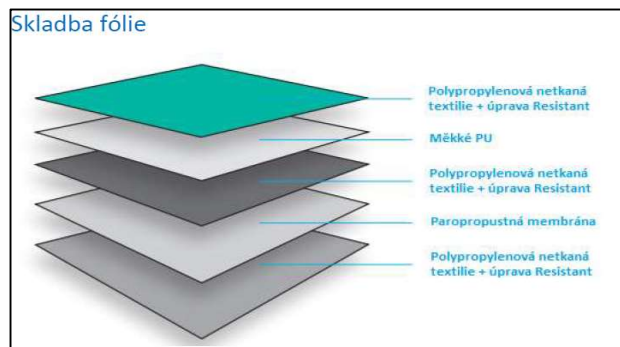 Skladba fólie
Polypropylenová netkaná
textilie + úprava Resistant
Měkké PU
Polypropylenová netkaná
textilie + úprava Resistant
Paropropustná membrána
Polypropylenová netkaná
textilie + úprava Resistant